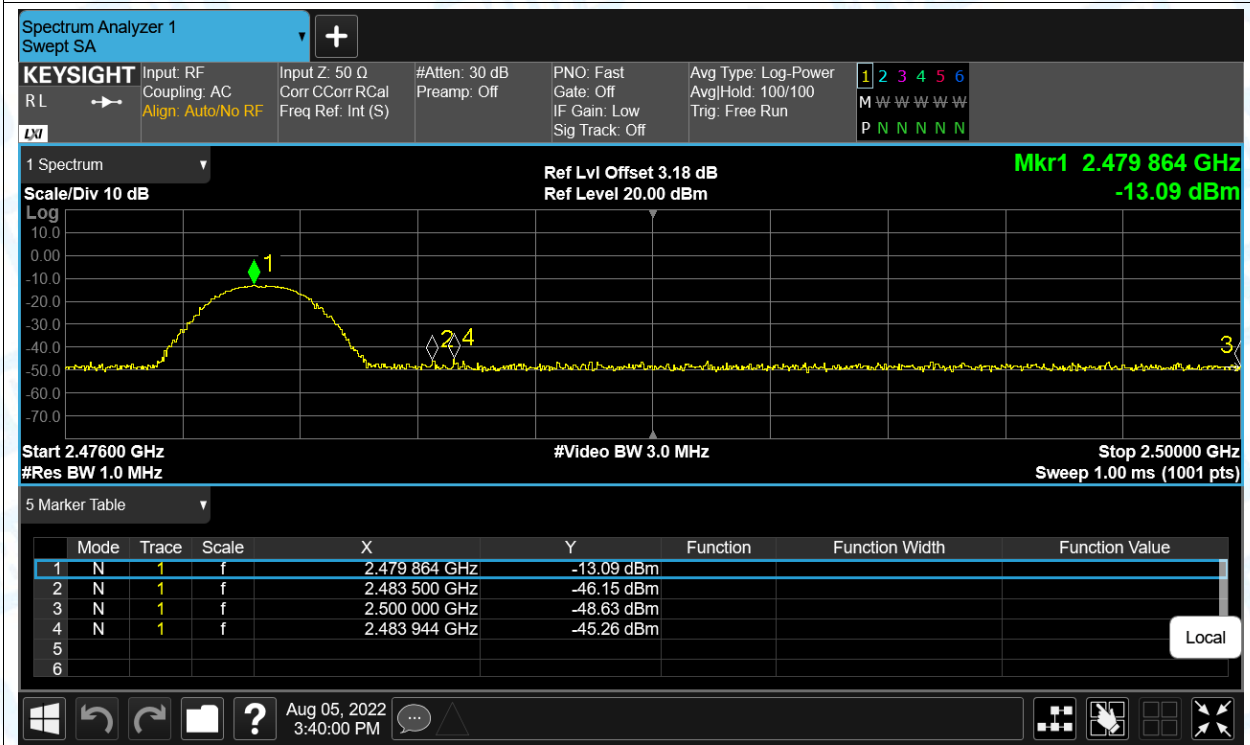 Spectrum Analyzer 1
Swept SA
+
KEYSIGHT Input: RF Input Z: 50 Ω #Atten: 30 dB PNO: Fast Avg Type: Log-Power 1 2 3 4 5 6
RL Coupling: AC Corr CCorr RCal Preamp: Off Gate: Off Avg|Hold: 100/100 M W W W W W
Align: Auto/No RF Freq Ref: Int (S) IF Gain: Low Trig: Free Run
LXI Sig Track: Off P N N N N N
1 Spectrum Ref Lvl Offset 3.18 dB Mkr1 2.479 864 GHz
Scale/Div 10 dB Ref Level 20.00 dBm -13.09 dBm
Log
10.0
0.00
1
-10.0
-20.0
-30.0
-40.0 2 4 3
-50.0
-60.0
-70.0
Start 2.47600 GHz #Video BW 3.0 MHz Stop 2.50000 GHz
#Res BW 1.0 MHz Sweep 1.00 ms (1001 pts)
5 Marker Table
Mode Trace Scale X Y Function Function Width Function Value
1 N 1 f 2.479 864 GHz -13.09 dBm
2 N 1 f 2.483 500 GHz -46.15 dBm
3 N 1 f 2.500 000 GHz -48.63 dBm
4 N 1 f 2.483 944 GHz -45.26 dBm
5
6
Local
? Aug 05, 2022
3:40:00 PM